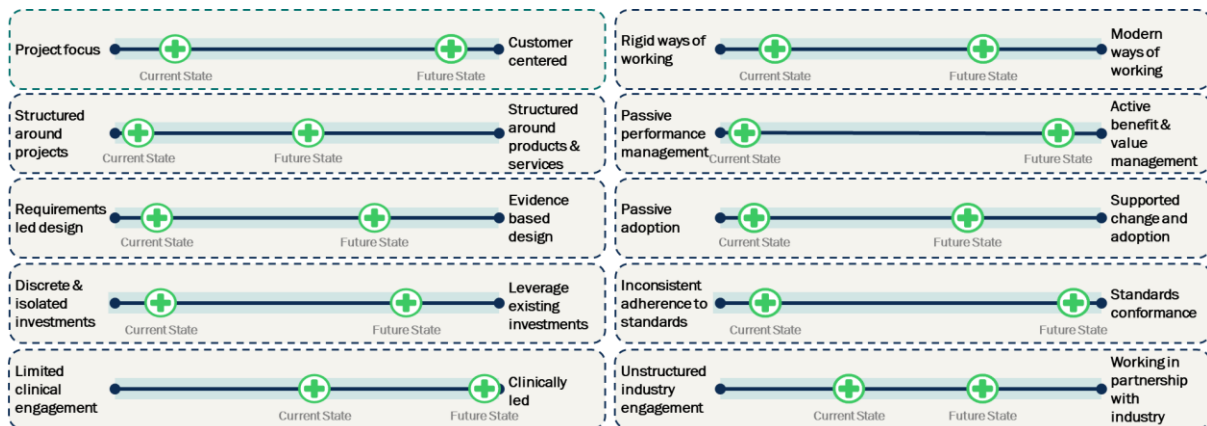 Project focus
Current State
Future State
Customer
centered
Structured
around
projects
Current State
Future State
Structured
around
products &
services
Requirements
led design
Current State
Future State
Evidence
based
design
Discrete &
isolated
investments
Current State
Future State
Leverage
existing
investments
Limited
clinical
engagement
Current State
Future State
Clinically
led
Rigid ways of
working
Current State
Future State
Modern
ways of
working
Passive
performance
management
Current State
Future State
Active
benefit &
value
management
Passive
adoption
Current State
Future State
Supported
change and
adoption
Inconsistent
adherence to
standards
Current State
Future State
Standards
conformance
Unstructured
industry
engagement
Current State
Future State
Working in
partnership
with
industry